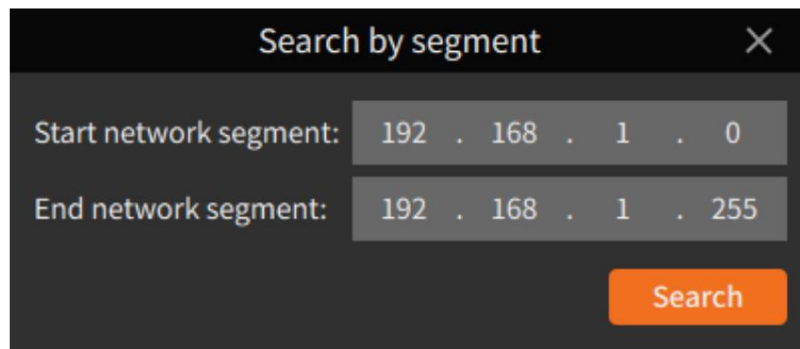 Search by segment
Start network segment: 192 . 168 . 1 . 0
End network segment: 192 . 168 . 1 . 255
Search